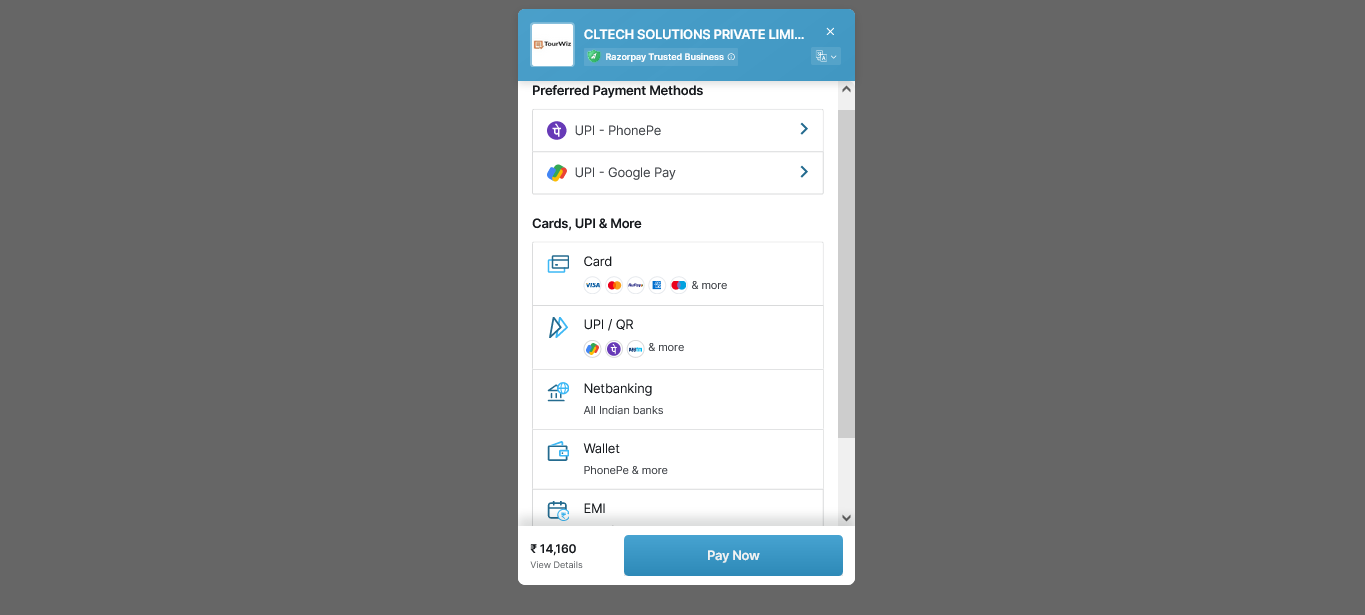 TourWiz
CLTECH SOLUTIONS PRIVATE LIMI...
Razorpay Trusted Business
Preferred Payment Methods
UPI - PhonePe
UPI - Google Pay
Cards, UPI & More
Card
VISA RuPay & more
UPI / QR
Paytm & more
Netbanking
All Indian banks
Wallet
PhonePe & more
EMI
₹ 14,160
View Details
Pay Now